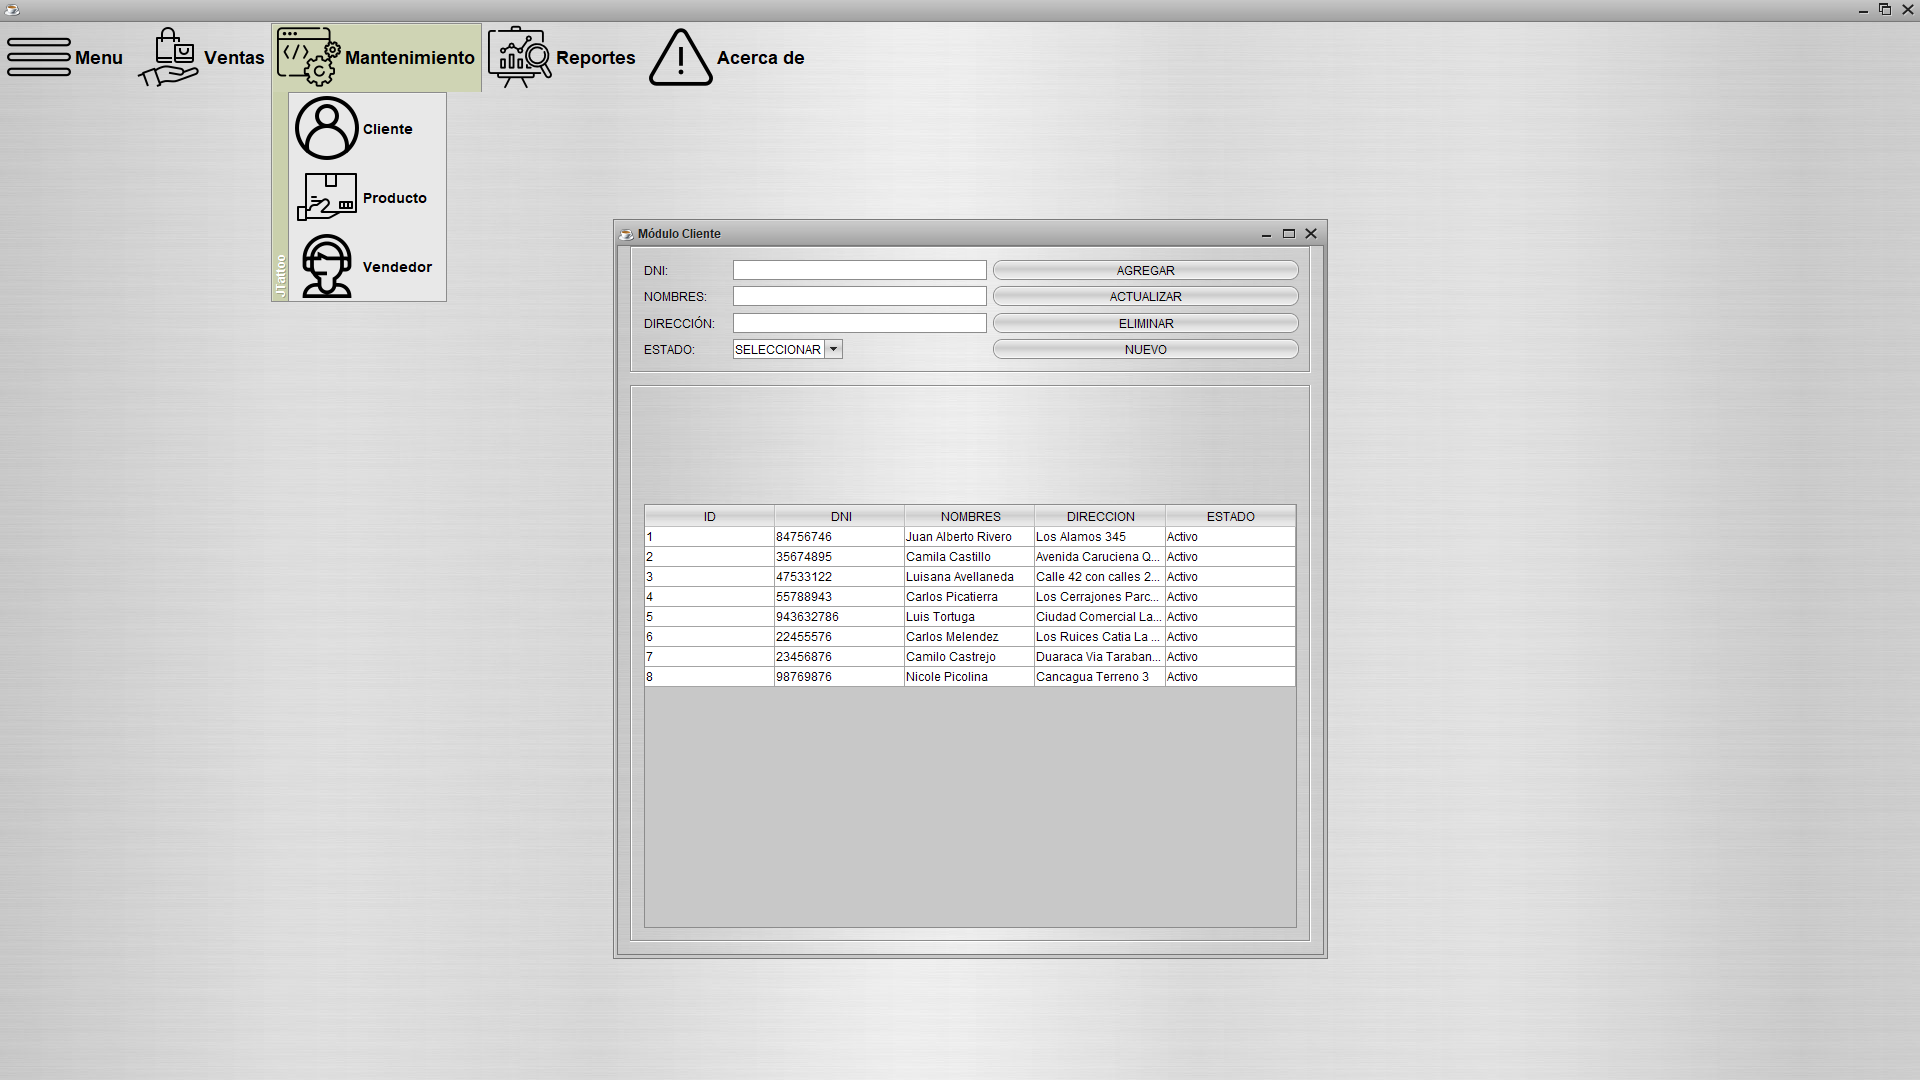 Menu Ventas Mantenimiento Reportes Acerca de
Cliente
Producto
Vendedor
JTattoo
Módulo Cliente
DNI: AGREGAR
NOMBRES: ACTUALIZAR
DIRECCIÓN: ELIMINAR
ESTADO: SELECCIONAR NUEVO
ID DNI NOMBRES DIRECCION ESTADO
1 84756746 Juan Alberto Rivero Los Alamos 345 Activo
2 35674895 Camila Castillo Avenida Caruciena Q... Activo
3 47533122 Luisana Avellaneda Calle 42 con calles 2... Activo
4 55788943 Carlos Picatierra Los Cerrajones Parc... Activo
5 943632786 Luis Tortuga Ciudad Comercial La... Activo
6 22455576 Carlos Melendez Los Ruices Catia La ... Activo
7 23456876 Camilo Castrejo Duaraca Via Taraban... Activo
8 98769876 Nicole Picolina Cancagua Terreno 3 Activo